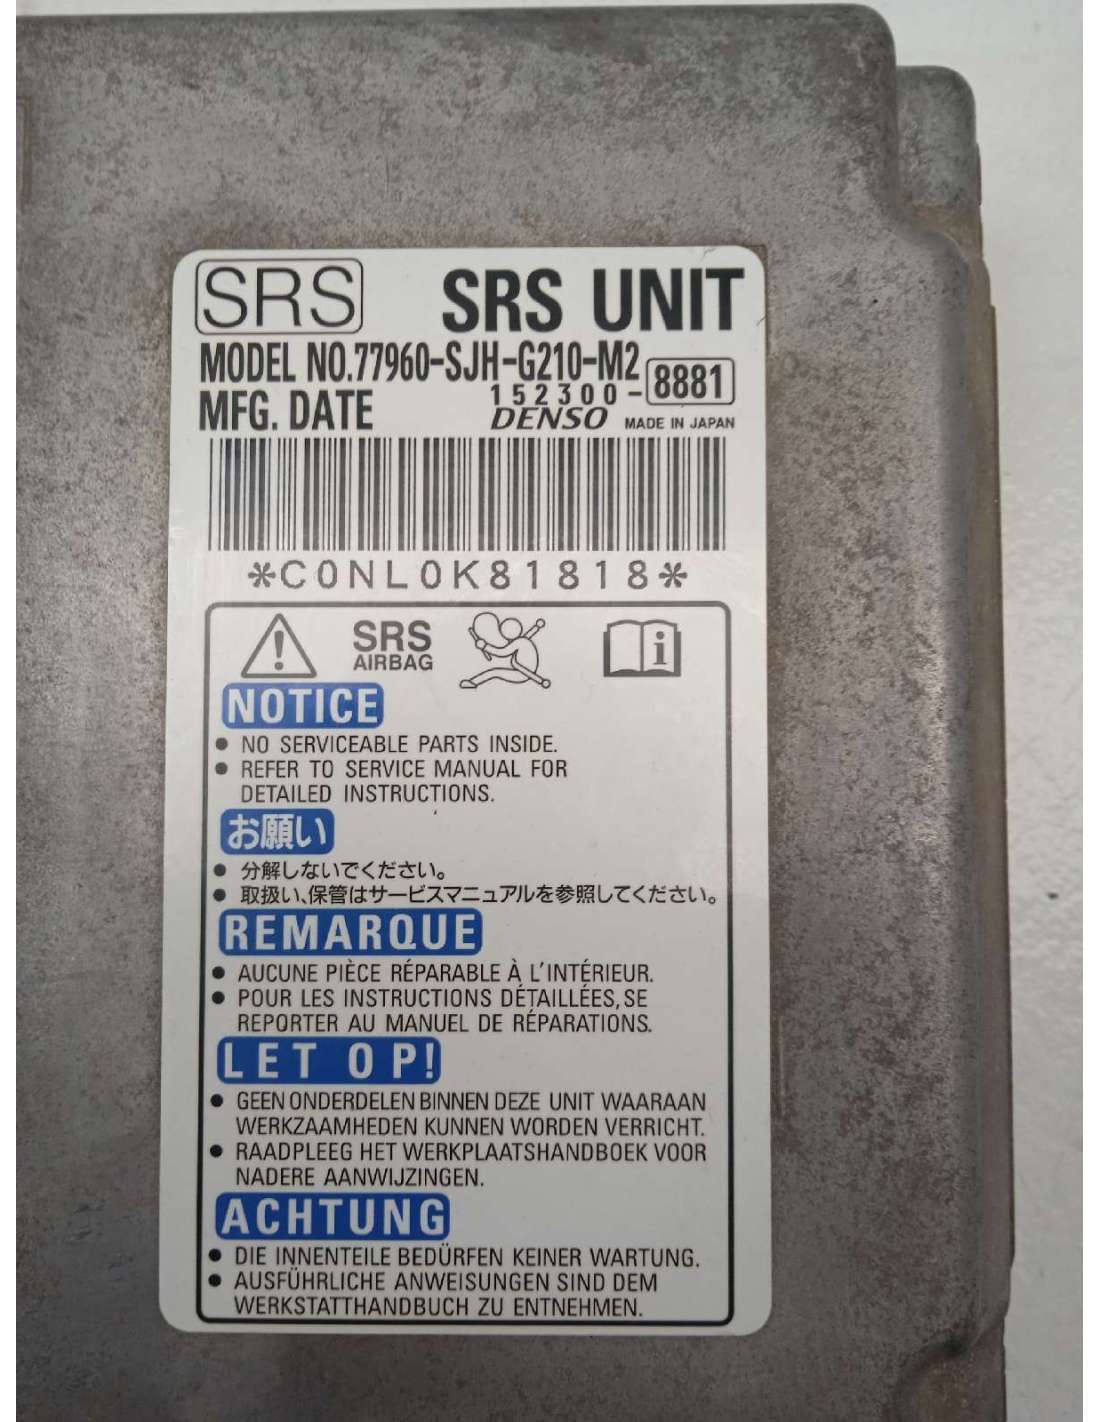 SRS SRS UNIT
MODEL NO.77960-SJH-G210-M2
152300-8881
MFG. DATE DENSO MADE IN JAPAN
*C0NL0K81818*
SRS
AIRBAG
NOTICE
● NO SERVICEABLE PARTS INSIDE.
● REFER TO SERVICE MANUAL FOR
DETAILED INSTRUCTIONS.
お願い
● 分解しないでください。
● 取扱い、保管はサービスマニュアルを参照してください。
REMARQUE
● AUCUNE PIÈCE RÉPARABLE À L'INTÉRIEUR.
● POUR LES INSTRUCTIONS DÉTAILLÉES, SE
REPORTER AU MANUEL DE RÉPARATIONS.
LET OP!
● GEEN ONDERDELEN BINNEN DEZE UNIT WAARAAN
WERKZAAMHEDEN KUNNEN WORDEN VERRICHT.
● RAADPLEEG HET WERKPLAATSHANDBOEK VOOR
NADERE AANWIJZINGEN.
ACHTUNG
● DIE INNENTEILE BEDÜRFEN KEINER WARTUNG.
● AUSFÜHRLICHE ANWEISUNGEN SIND DEM
WERKSTATTHANDBUCH ZU ENTNEHMEN.